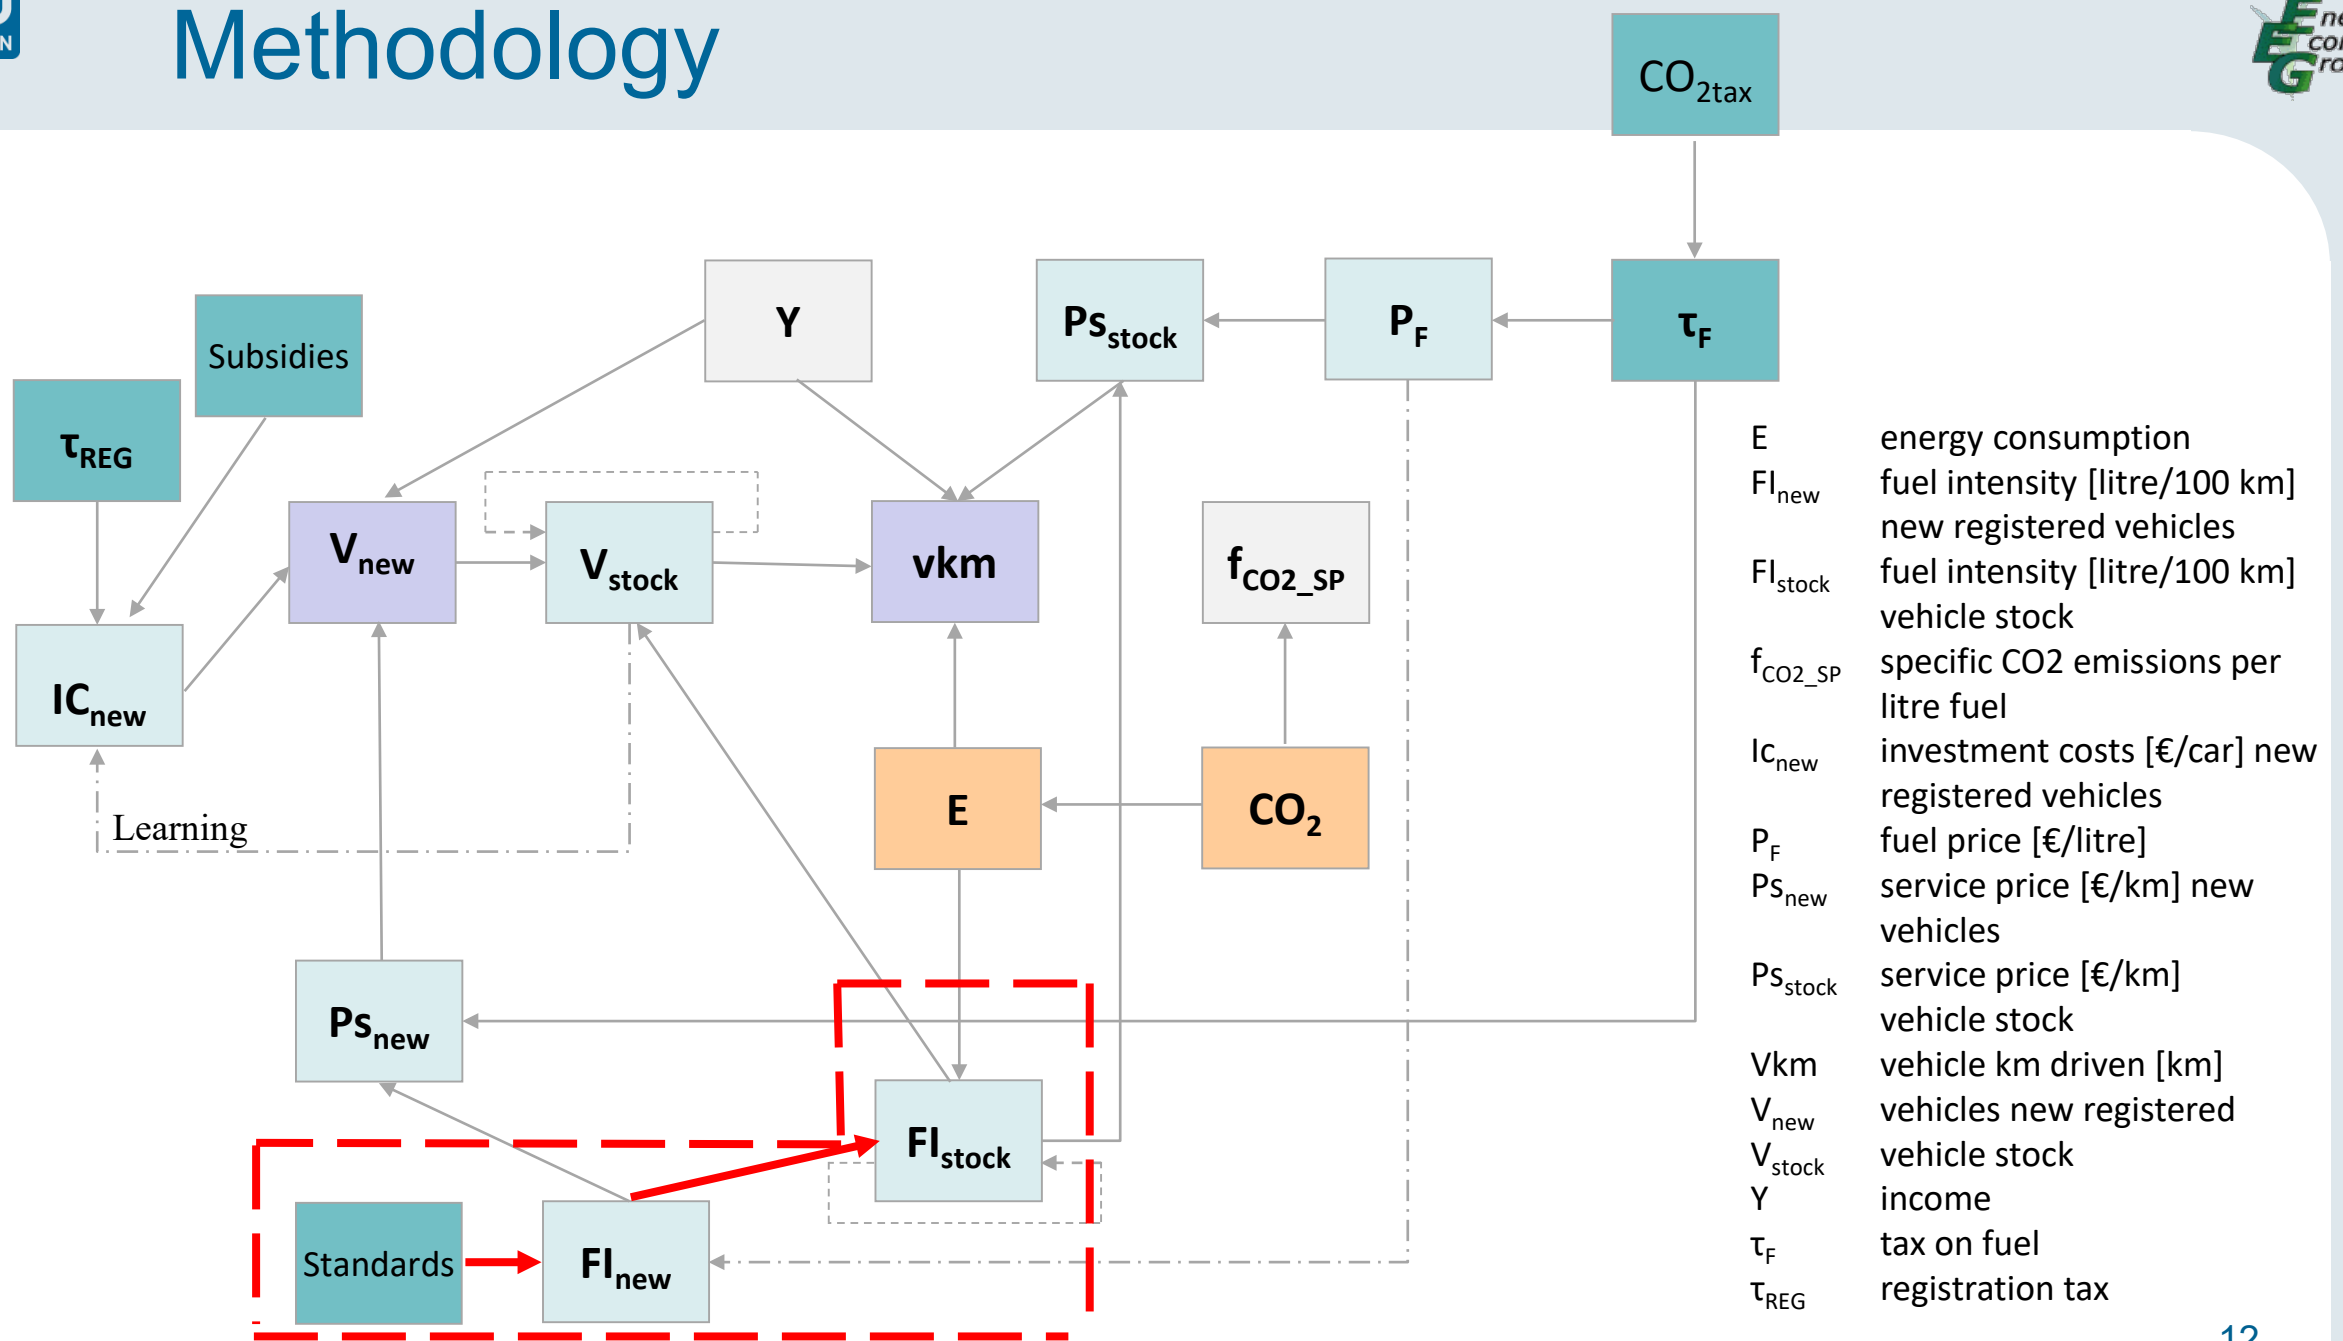 Methodology
CO2tax
Y
Psstock
PF
τF
Subsidies
τREG
Vnew
Vstock
vkm
fCO2_SP
ICnew
E
CO2
Learning
Psnew
FIstock
Standards
FInew
E energy consumption
FInew fuel intensity [litre/100 km]
new registered vehicles
FIstock fuel intensity [litre/100 km]
vehicle stock
fCO2_SP specific CO2 emissions per
litre fuel
Icnew investment costs [€/car] new
registered vehicles
PF fuel price [€/litre]
Psnew service price [€/km] new
vehicles
Psstock service price [€/km]
vehicle stock
Vkm vehicle km driven [km]
Vnew vehicles new registered
Vstock vehicle stock
Y income
τF tax on fuel
τREG registration tax
12